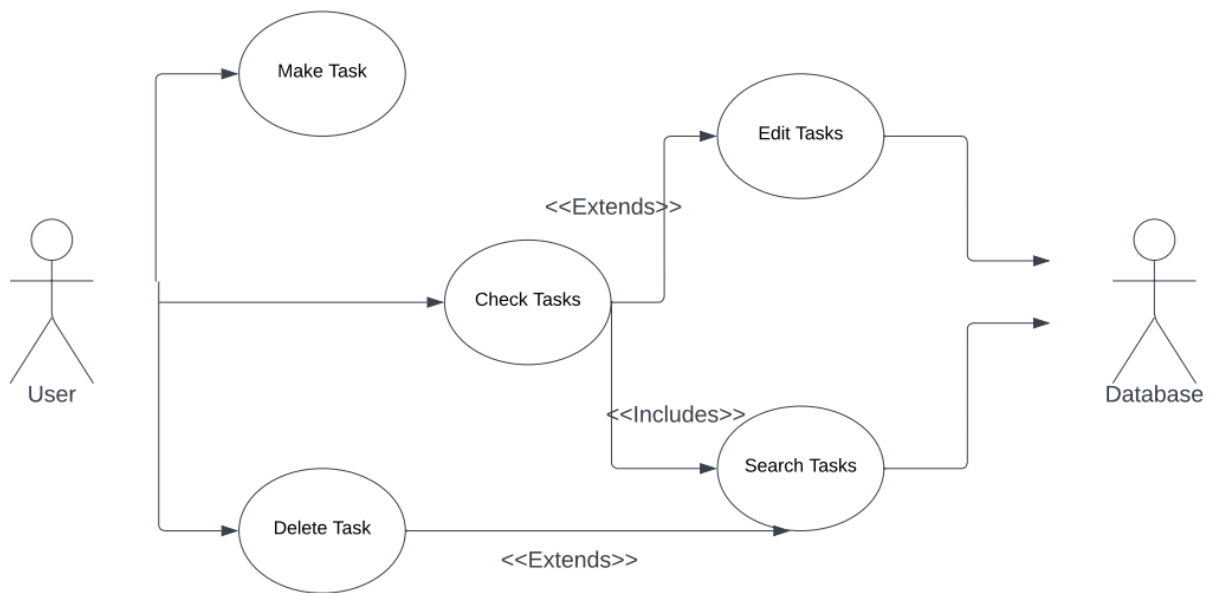 Make Task
Edit Tasks
<<Extends>>
Check Tasks
User
Database
<<Includes>>
Search Tasks
Delete Task
<<Extends>>